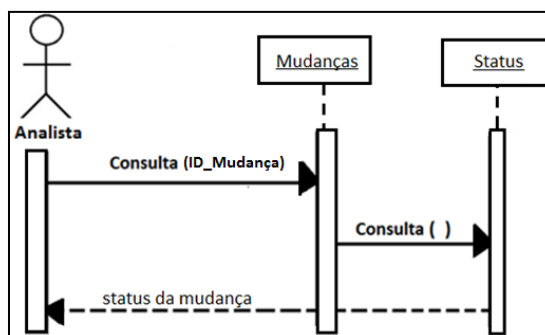 Mudanças
Status
Analista
Consulta (ID_Mudança)
Consulta ( )
status da mudança